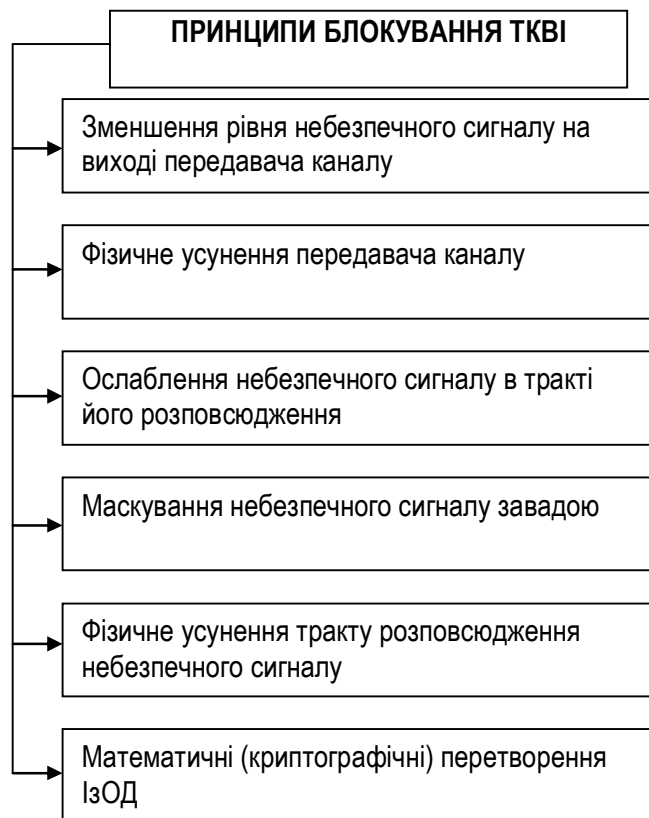 ПРИНЦИПИ БЛОКУВАННЯ ТКВІ
Зменшення рівня небезпечного сигналу на
виході передавача каналу
Фізичне усунення передавача каналу
Ослаблення небезпечного сигналу в тракті
його розповсюдження
Маскування небезпечного сигналу завадою
Фізичне усунення тракту розповсюдження
небезпечного сигналу
Математичні (криптографічні) перетворення
ІзОД